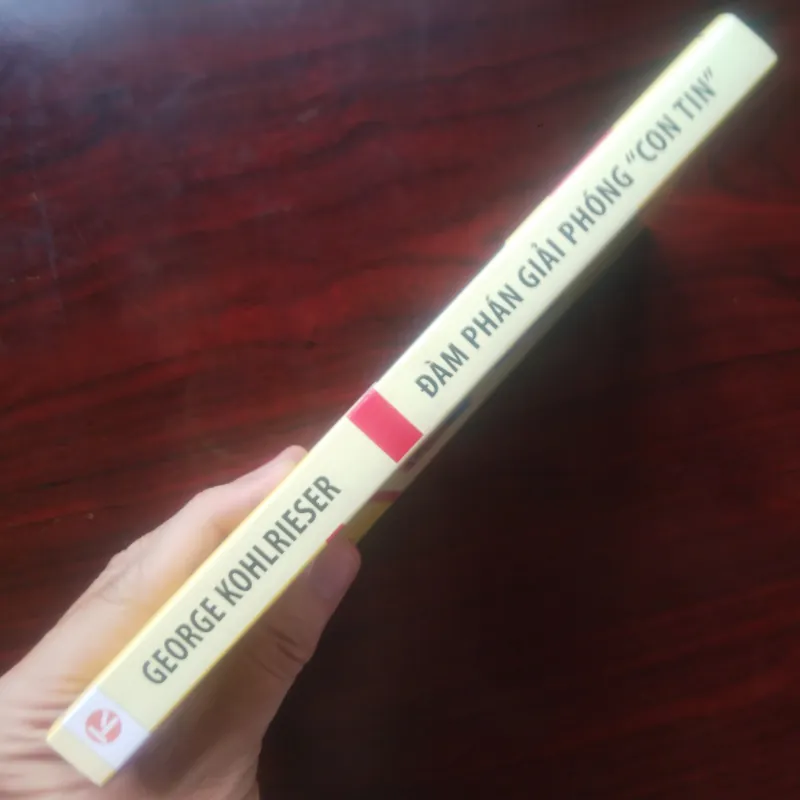 GEORGE KOHLRIESER
ĐÀM PHÁN GIẢI PHÓNG "CON TIN"